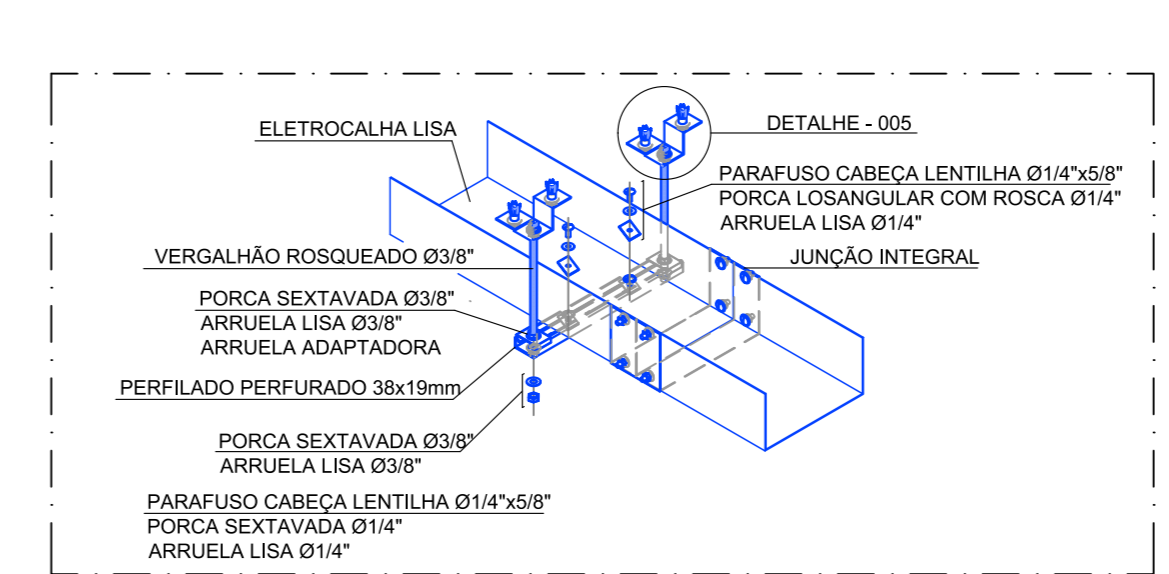 ELETROCALHA LISA
DETALHE - 005
PARAFUSO CABEÇA LENTILHA Ø1/4"x5/8"
PORCA LOSANGULAR COM ROSCA Ø1/4"
ARRUELA LISA Ø1/4"
VERGALHÃO ROSQUEADO Ø3/8"
JUNÇÃO INTEGRAL
PORCA SEXTAVADA Ø3/8"
ARRUELA LISA Ø3/8"
ARRUELA ADAPTADORA
PERFILADO PERFURADO 38x19mm
PORCA SEXTAVADA Ø3/8"
ARRUELA LISA Ø3/8"
PARAFUSO CABEÇA LENTILHA Ø1/4"x5/8"
PORCA SEXTAVADA Ø1/4"
ARRUELA LISA Ø1/4"